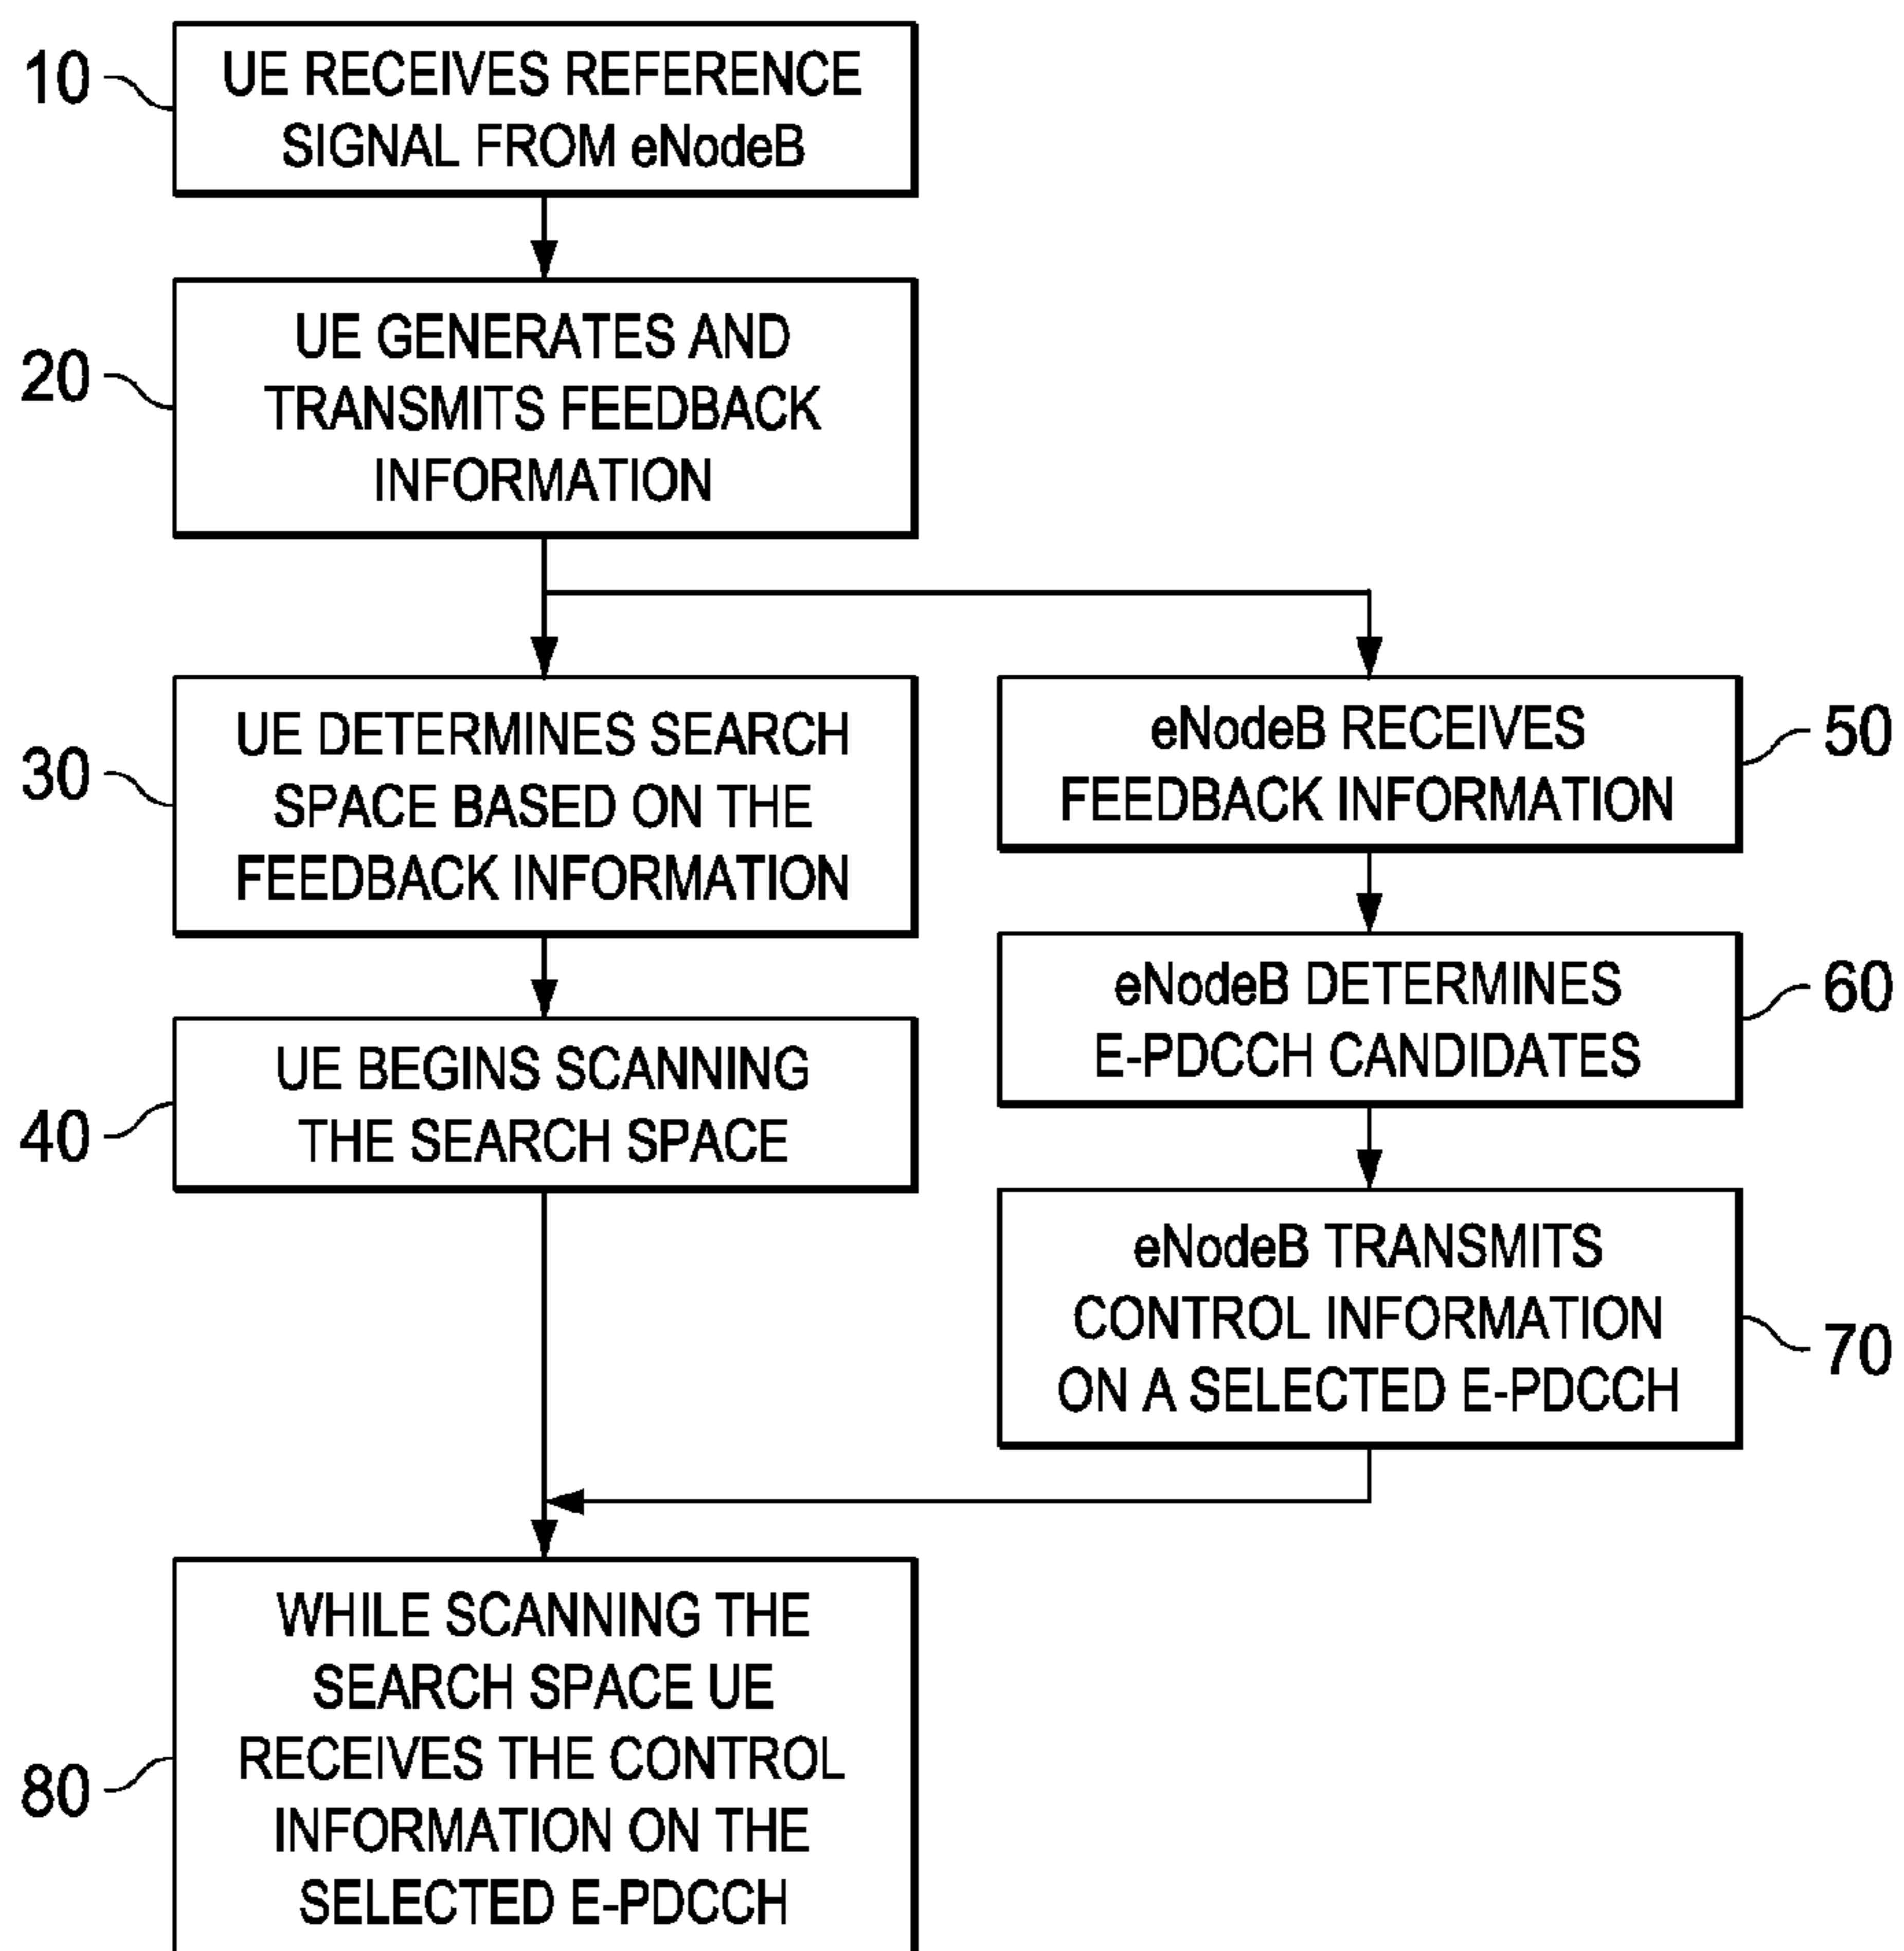 10
UE RECEIVES REFERENCE
SIGNAL FROM eNodeB
20
UE GENERATES AND
TRANSMITS FEEDBACK
INFORMATION
30
UE DETERMINES SEARCH
SPACE BASED ON THE
FEEDBACK INFORMATION
40
UE BEGINS SCANNING
THE SEARCH SPACE
eNodeB RECEIVES
FEEDBACK INFORMATION
50
eNodeB DETERMINES
E-PDCCH CANDIDATES
60
eNodeB TRANSMITS
CONTROL INFORMATION
ON A SELECTED E-PDCCH
70
80
WHILE SCANNING THE
SEARCH SPACE UE
RECEIVES THE CONTROL
INFORMATION ON THE
SELECTED E-PDCCH